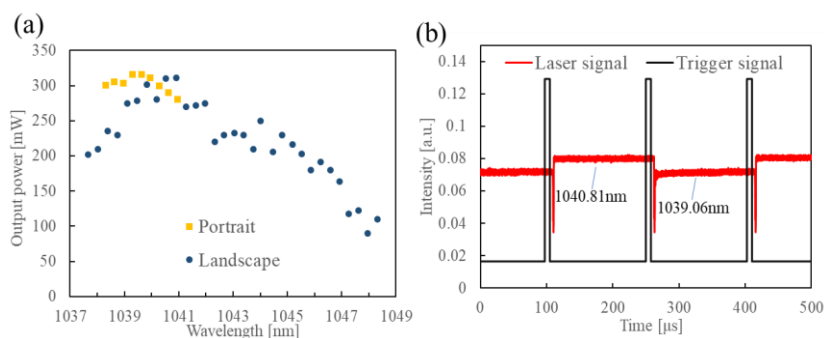 (a)
350
300
250
200
150
100
50
0
Output power [mW]
Portrait
Landscape
1037 1039 1041 1043 1045 1047 1049
Wavelength [nm]
(b)
0.14
0.12
0.1
0.08
0.06
0.04
0.02
0
Intensity [a.u.]
Laser signal Trigger signal
1040.81nm
1039.06nm
0 100 200 300 400 500
Time [μs]